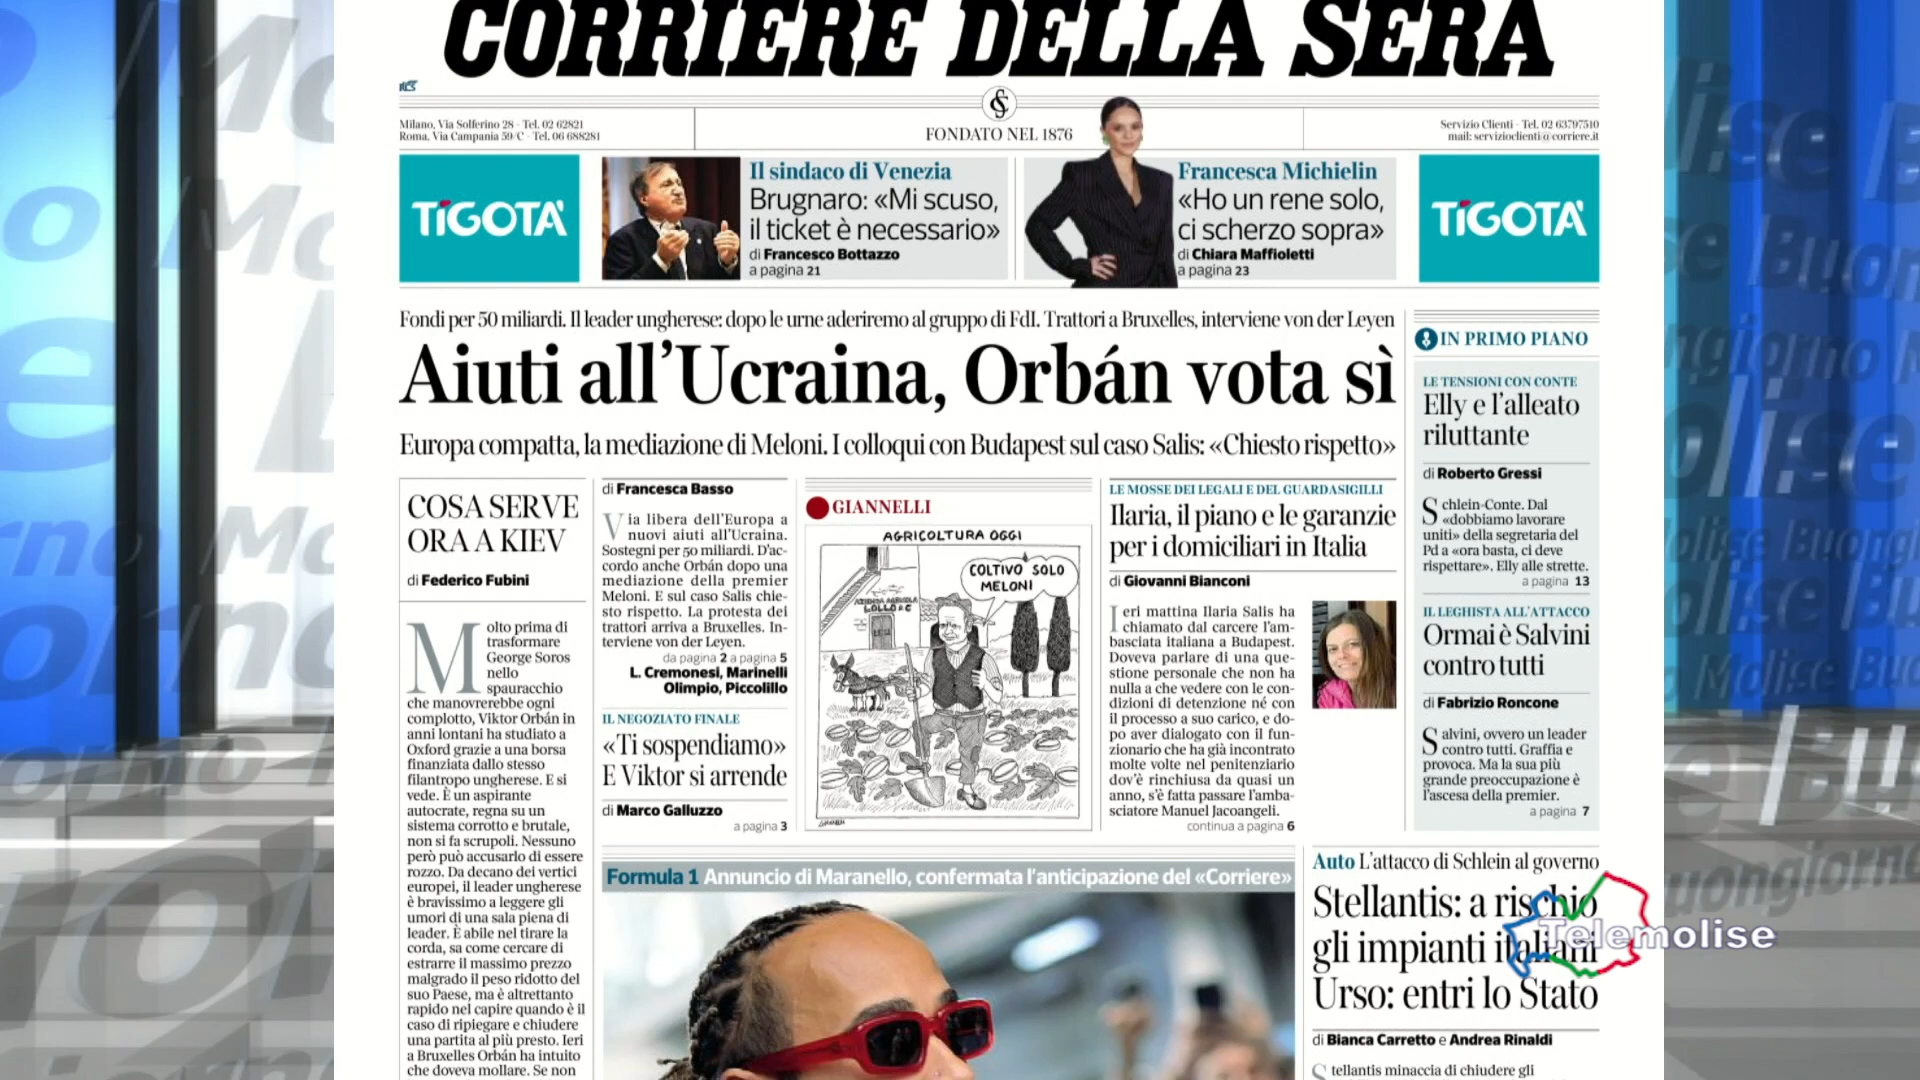 CORRIERE DELLA SERA
RCS
Milano, Via Solferino 28 - Tel. 02 62821
Roma, Via Campania 59/C - Tel. 06 688281
FONDATO NEL 1876
Servizio Clienti - Tel. 02 63797510
mail: servizioclienti@corriere.it
TIGOTÀ
Il sindaco di Venezia
Brugnaro: «Mi scuso,
il ticket è necessario»
di Francesco Bottazzo
a pagina 21
Francesca Michielin
«Ho un rene solo,
ci scherzo sopra»
di Chiara Maffioletti
a pagina 23
TIGOTÀ
Fondi per 50 miliardi. Il leader ungherese: dopo le urne aderiremo al gruppo di FdI. Trattori a Bruxelles, interviene von der Leyen
Aiuti all'Ucraina, Orbán vota sì
Europa compatta, la mediazione di Meloni. I colloqui con Budapest sul caso Salis: «Chiesto rispetto»
COSA SERVE
ORA A KIEV
di Federico Fubini
Molto prima di
trasformare
George Soros
nello
spauracchio
che manovrerebbe ogni
complotto, Viktor Orbán in
anni lontani ha studiato a
Oxford grazie a una borsa
finanziata dallo stesso
filantropo ungherese. E si
vede. È un aspirante
autocrate, regna su un
sistema corrotto e brutale,
non si fa scrupoli. Nessuno
però può accusarlo di essere
rozzo. Da decano dei vertici
europei, il leader ungherese
è bravissimo a leggere gli
umori di una sala piena di
leader. È abile nel tirare la
corda, sa come cercare di
estrarre il massimo prezzo
malgrado il peso ridotto del
suo Paese, ma è altrettanto
rapido nel capire quando è il
caso di ripiegare e chiudere
una partita al più presto. Ieri
a Bruxelles Orbán ha intuito
che doveva mollare. Se non
di Francesca Basso
Via libera dell'Europa a
nuovi aiuti all'Ucraina.
Sostegni per 50 miliardi. D'ac-
cordo anche Orbán dopo una
mediazione della premier
Meloni. E sul caso Salis chie-
sto rispetto. La protesta dei
trattori arriva a Bruxelles. In-
terviene von der Leyen.
da pagina 2 a pagina 5
L. Cremonesi, Marinelli
Olimpio, Piccolillo
IL NEGOZIATO FINALE
«Ti sospendiamo»
E Viktor si arrende
di Marco Galluzzo
a pagina 3
GIANNELLI
AGRICOLTURA OGGI
COLTIVO SOLO
MELONI
AZIENDA AGRICOLA
LOLLO & C
GIANNELLI
LE MOSSE DEI LEGALI E DEL GUARDASIGILLI
Ilaria, il piano e le garanzie
per i domiciliari in Italia
di Giovanni Bianconi
Ieri mattina Ilaria Salis ha
chiamato dal carcere l'am-
basciata italiana a Budapest.
Doveva parlare di una que-
stione personale che non ha
nulla a che vedere con le con-
dizioni di detenzione né con
il processo a suo carico, e do-
po aver dialogato con il fun-
zionario che ha già incontrato
molte volte nel penitenziario
dov'è rinchiusa da quasi un
anno, s'è fatta passare l'amba-
sciatore Manuel Jacoangeli.
continua a pagina 6
IN PRIMO PIANO
LE TENSIONI CON CONTE
Elly e l'alleato
riluttante
di Roberto Gressi
Schlein-Conte. Dal
«dobbiamo lavorare
uniti» della segretaria del
Pd a «ora basta, ci deve
rispettare». Elly alle strette.
a pagina 13
IL LEGHISTA ALL'ATTACCO
Ormai è Salvini
contro tutti
di Fabrizio Roncone
Salvini, ovvero un leader
contro tutti. Graffia e
provoca. Ma la sua più
grande preoccupazione è
l'ascesa della premier.
a pagina 7
Formula 1 Annuncio di Maranello, confermata l'anticipazione del «Corriere»
Auto L'attacco di Schlein al governo
Stellantis: a rischio
gli impianti italiani
Urso: entri lo Stato
di Bianca Carretto e Andrea Rinaldi
Stellantis minaccia di chiudere gli
Telemolise